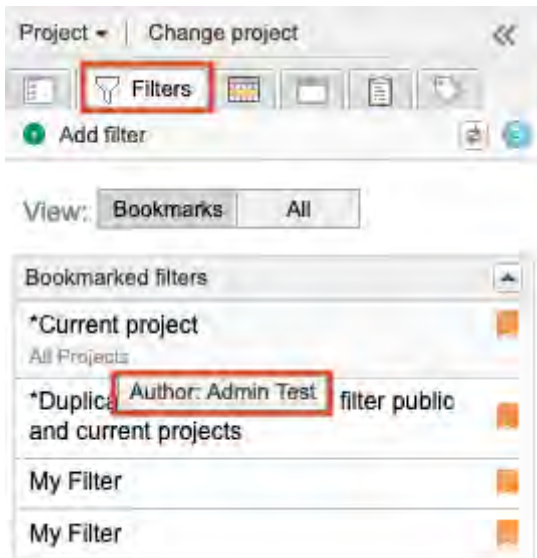 Project | Change project
Filters
Add filter
View: Bookmarks All
Bookmarked filters
*Current project
All Projects
Author: Admin Test
filter public
and current projects
My Filter
My Filter